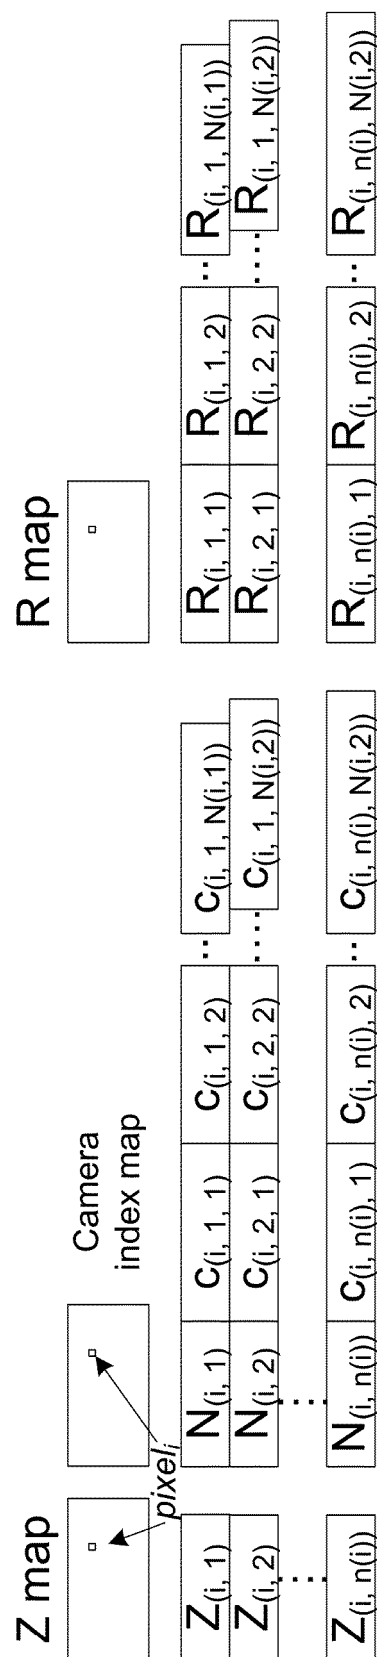 Z map
Camera
index map
R map
pixel_i
Z(i, 1) N(i, 1) C(i, 1, 1) C(i, 1, 2) ·· C(i, 1, N(i,1)) R(i, 1, 1) R(i, 1, 2) ·· R(i, 1, N(i,1))
Z(i, 2) N(i, 2) C(i, 2, 1) C(i, 2, 2) ···· C(i, 1, N(i,2)) R(i, 2, 1) R(i, 2, 2) ···· R(i, 1, N(i,2))
Z(i, n(i)) N(i, n(i)) C(i, n(i), 1) C(i, n(i), 2) ·· C(i, n(i), N(i,2)) R(i, n(i), 1) R(i, n(i), 2) ·· R(i, n(i), N(i,2))